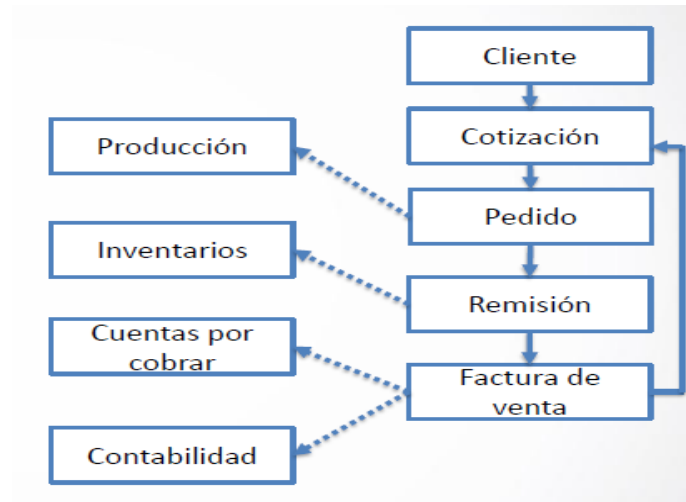 Cliente
Cotización
Producción
Pedido
Inventarios
Remisión
Cuentas por
cobrar
Factura de
venta
Contabilidad